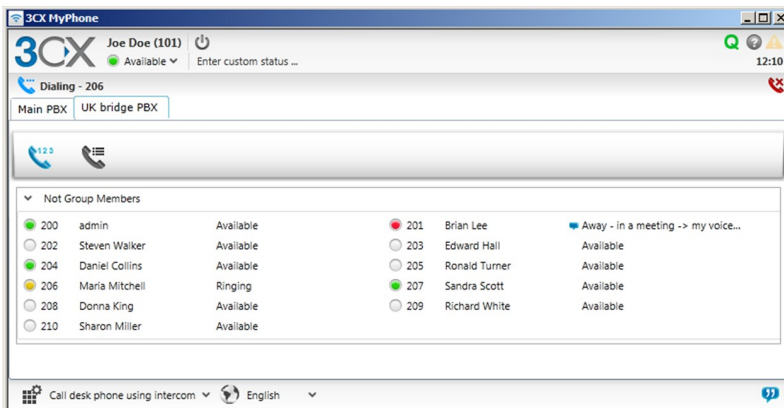 3CX MyPhone
3CX
Joe Doe (101)
Available
Enter custom status ...
Q ?
12:10
Dialing - 206
Main PBX UK bridge PBX
123
Not Group Members
200 admin Available 201 Brian Lee Away - in a meeting -> my voice...
202 Steven Walker Available 203 Edward Hall Available
204 Daniel Collins Available 205 Ronald Turner Available
206 Maria Mitchell Ringing 207 Sandra Scott Available
208 Donna King Available 209 Richard White Available
210 Sharon Miller Available
Call desk phone using intercom English